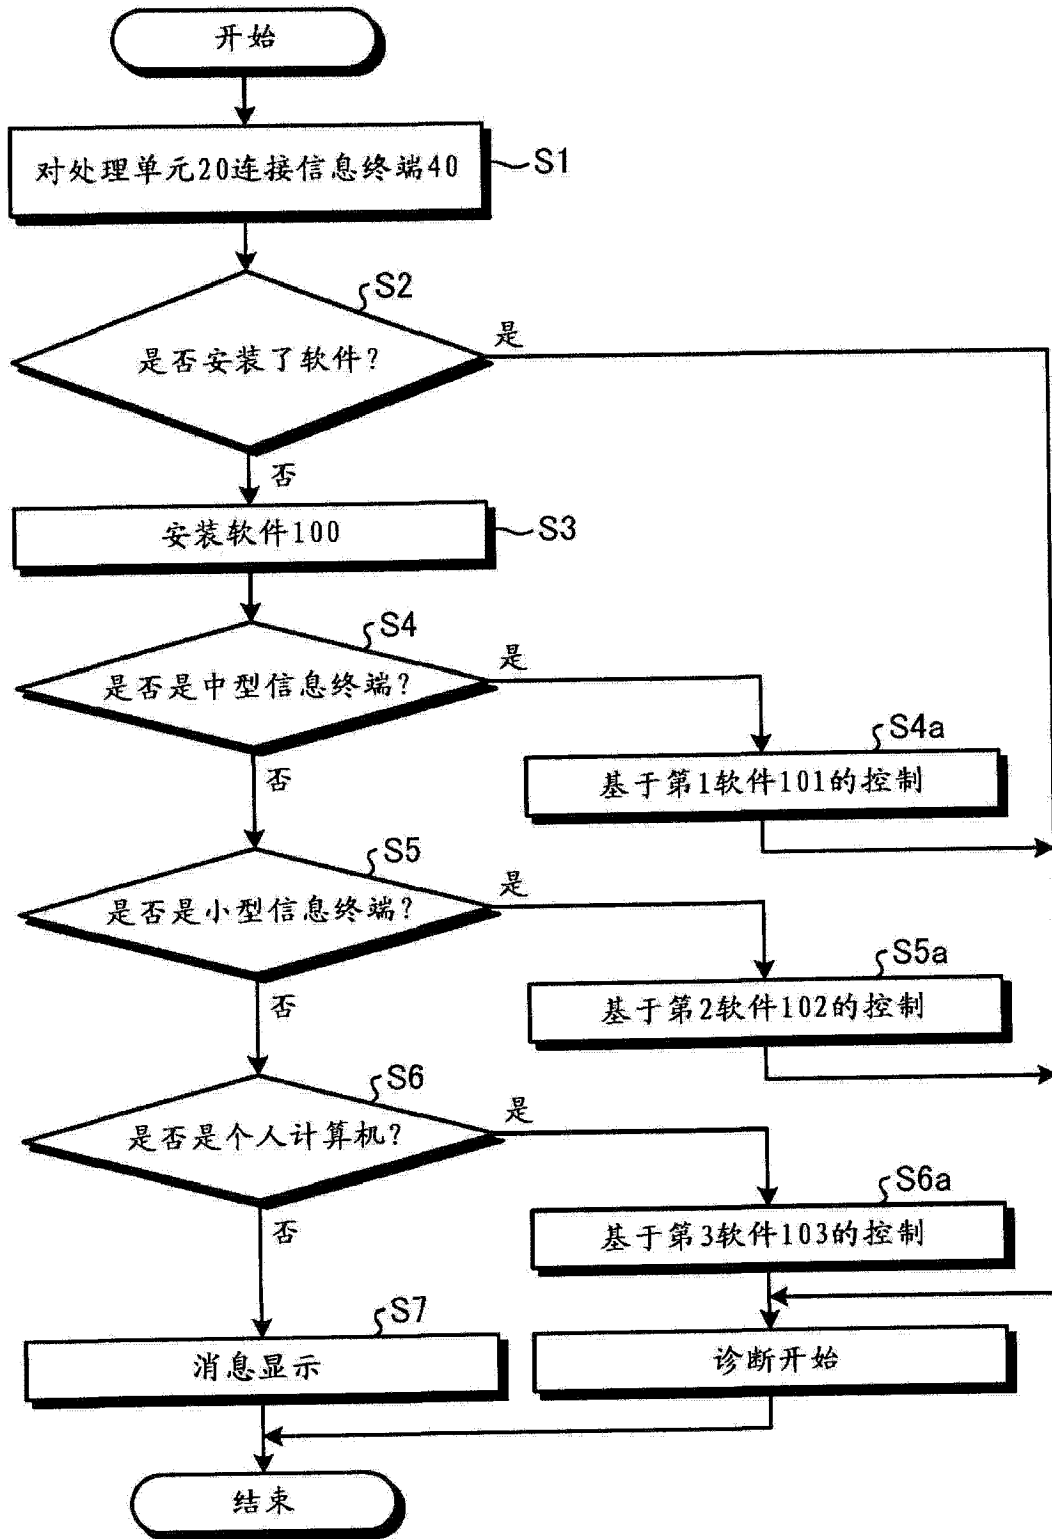 开始
对处理单元20连接信息终端40
S1
S2
是否安装了软件？
是
否
安装软件100
S3
S4
是否是中型信息终端？
是
否
S4a
基于第1软件101的控制
S5
是否是小型信息终端？
是
否
S5a
基于第2软件102的控制
S6
是否是个人计算机？
是
否
S6a
基于第3软件103的控制
S7
消息显示
诊断开始
结束